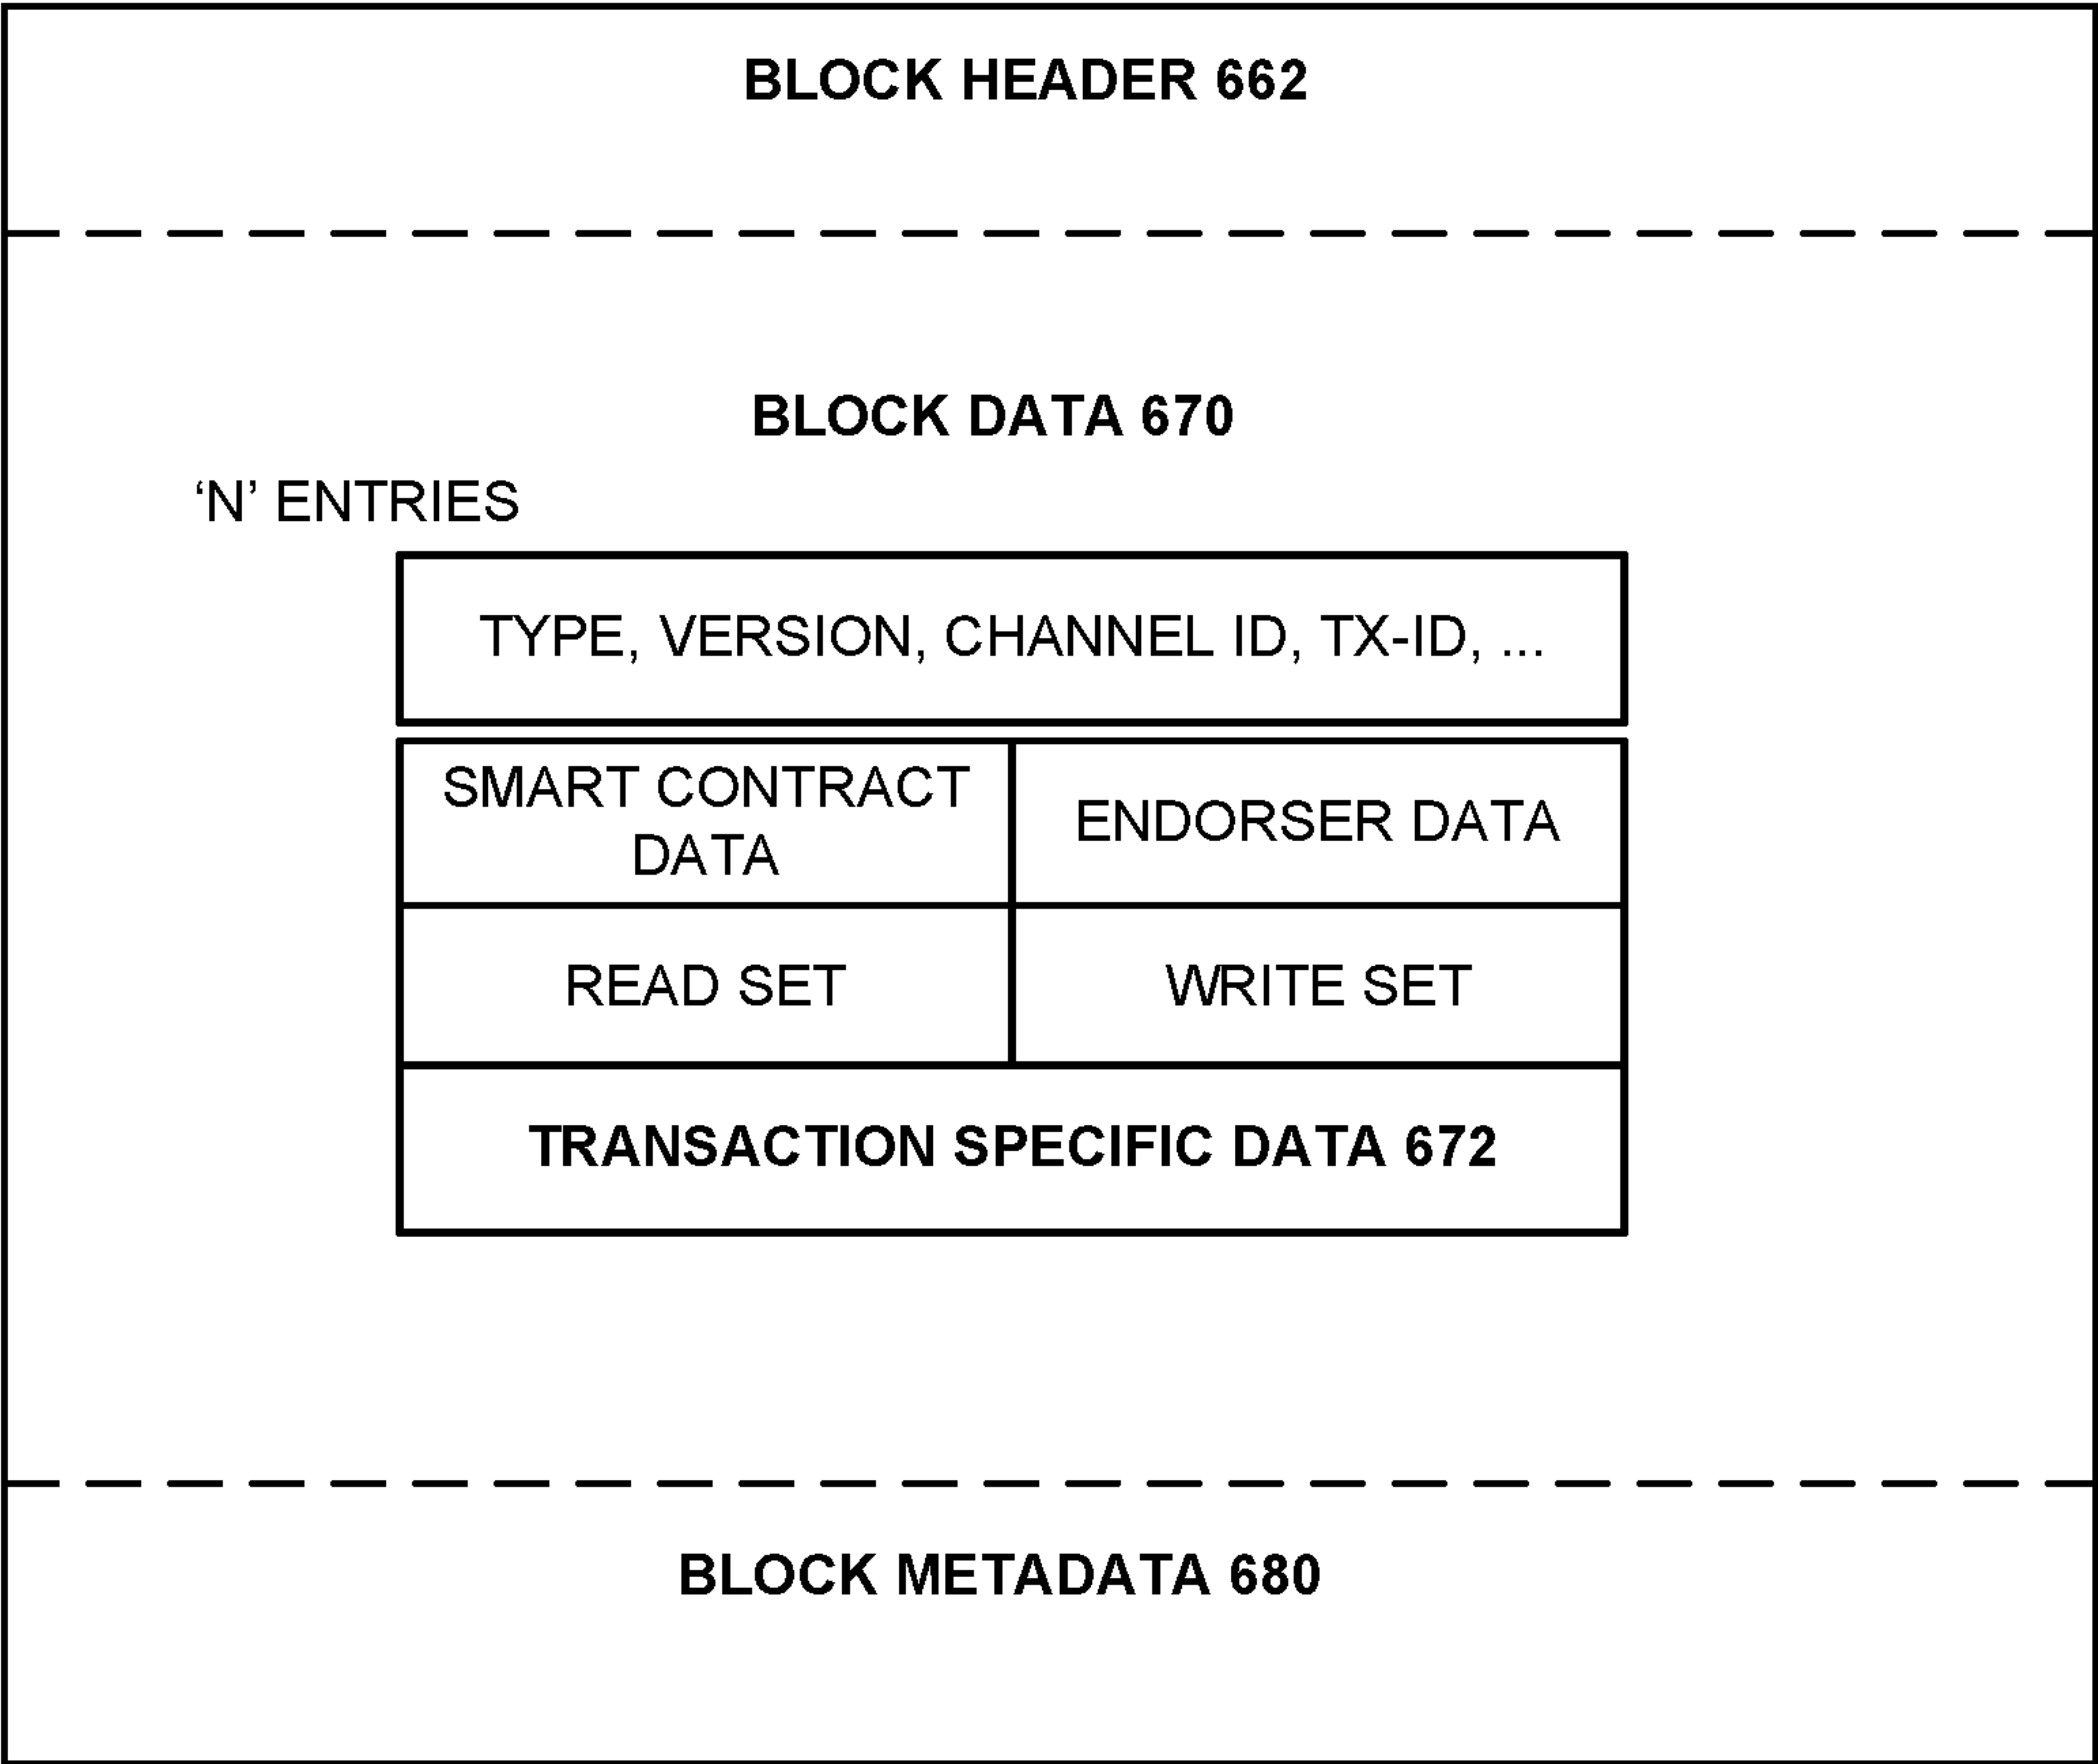 BLOCK HEADER 662
BLOCK DATA 670
‘N’ ENTRIES
TYPE, VERSION, CHANNEL ID, TX-ID, ...
SMART CONTRACT
DATA
ENDORSER DATA
READ SET
WRITE SET
TRANSACTION SPECIFIC DATA 672
BLOCK METADATA 680